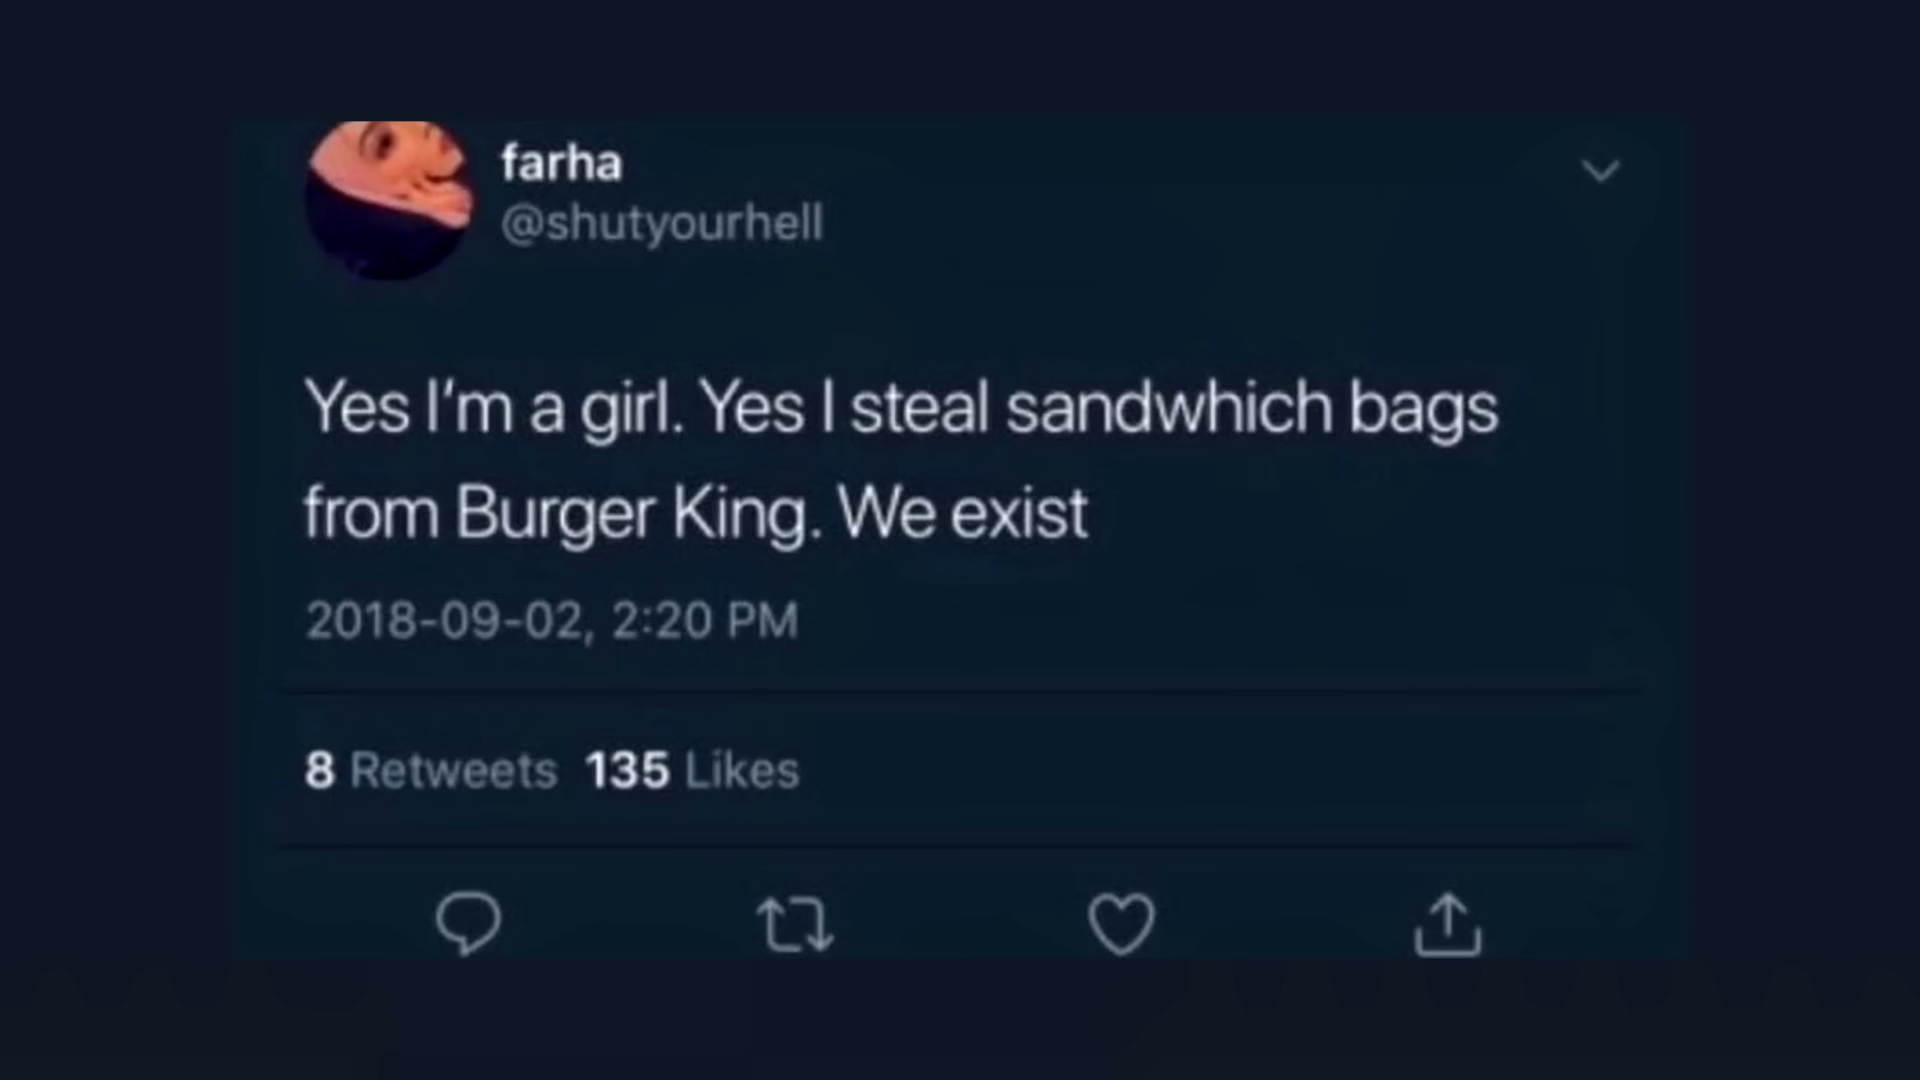 farha
@shutyourhell
Yes I'm a girl. Yes I steal sandwhich bags
from Burger King. We exist
2018-09-02, 2:20 PM
8 Retweets 135 Likes